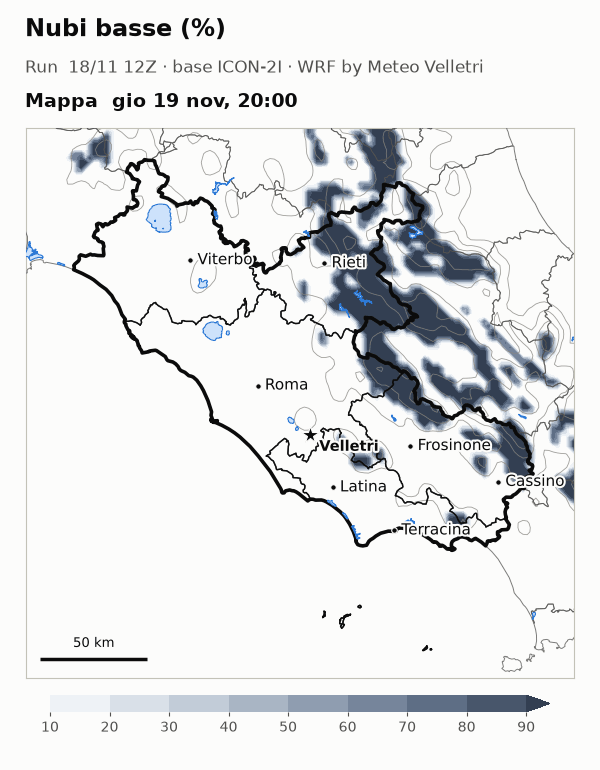 Nubi basse (%)
Run 18/11 12Z · base ICON-2I · WRF by Meteo Velletri
Mappa gio 19 nov, 20:00
Viterbo
Rieti
Roma
Velletri
Frosinone
Latina
Cassino
Terracina
50 km
10 20 30 40 50 60 70 80 90